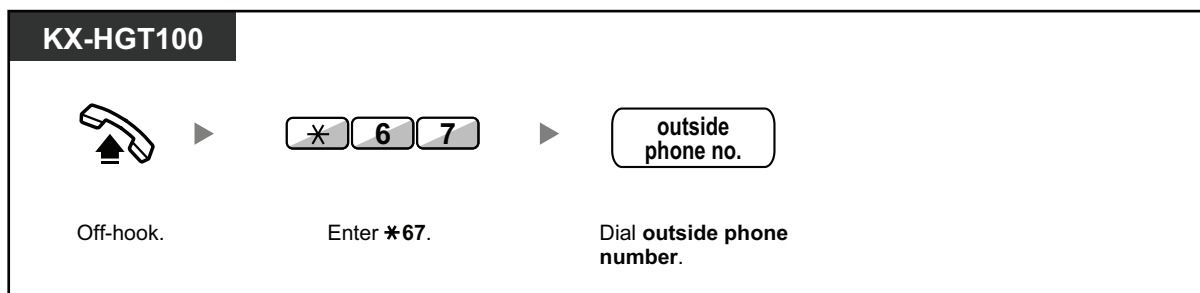 KX-HGT100
* 6 7
outside
phone no.
Off-hook.
Enter *67.
Dial outside phone
number.